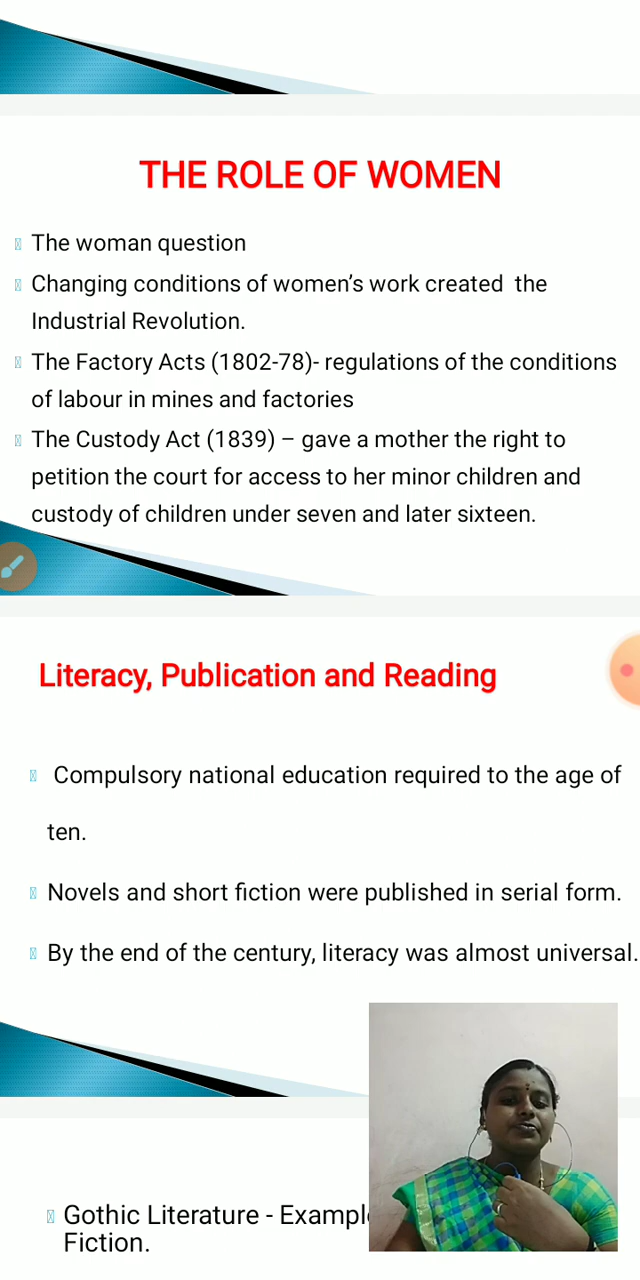 THE ROLE OF WOMEN
The woman question
Changing conditions of women’s work created the
Industrial Revolution.
The Factory Acts (1802-78)- regulations of the conditions
of labour in mines and factories
The Custody Act (1839) – gave a mother the right to
petition the court for access to her minor children and
custody of children under seven and later sixteen.
Literacy, Publication and Reading
Compulsory national education required to the age of
ten.
Novels and short fiction were published in serial form.
By the end of the century, literacy was almost universal.
Gothic Literature -
Fiction.